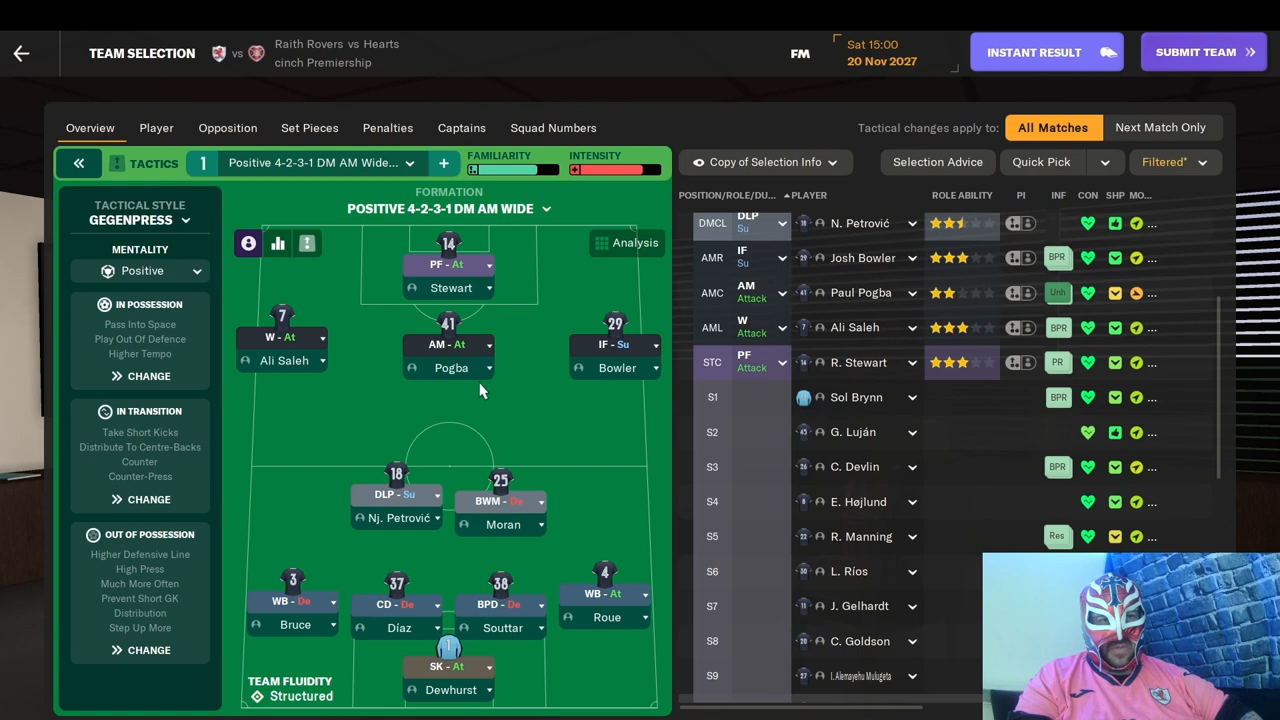 TEAM SELECTION
vs
Raith Rovers vs Hearts
cinch Premiership
FM
Sat 15:00
20 Nov 2027
INSTANT RESULT
SUBMIT TEAM
Overview
Player
Opposition
Set Pieces
Penalties
Captains
Squad Numbers
Tactical changes apply to:
All Matches
Next Match Only
TACTICS
1
Positive 4-2-3-1 DM AM Wide...
FAMILIARITY
INTENSITY
TACTICAL STYLE
GEGENPRESS
MENTALITY
Positive
IN POSSESSION
Pass Into Space
Play Out Of Defence
Higher Tempo
CHANGE
IN TRANSITION
Take Short Kicks
Distribute To Centre-Backs
Counter
Counter-Press
CHANGE
OUT OF POSSESSION
Higher Defensive Line
High Press
Much More Often
Prevent Short GK
Distribution
Step Up More
CHANGE
FORMATION
POSITIVE 4-2-3-1 DM AM WIDE
Analysis
14
PF - At
Stewart
7
W - At
Ali Saleh
41
AM - At
Pogba
29
IF - Su
Bowler
18
DLP - Su
Nj. Petrović
25
BWM - De
Moran
3
WB - De
Bruce
37
CD - De
Díaz
38
BPD - De
Souttar
4
WB - At
Roue
1
SK - At
Dewhurst
TEAM FLUIDITY
Structured
Copy of Selection Info
Selection Advice
Quick Pick
Filtered*
POSITION/ROLE/DU...
PLAYER
ROLE ABILITY
PI
INF
CON
SHP
MO...
DMCL
DLP
Su
18
N. Petrović
...
AMR
IF
Su
29
Josh Bowler
BPR
...
AMC
AM
Attack
41
Paul Pogba
Unh
...
AML
W
Attack
7
Ali Saleh
BPR
...
STC
PF
Attack
14
R. Stewart
PR
...
S1
Sol Brynn
BPR
...
S2
G. Luján
...
S3
C. Devlin
BPR
...
S4
E. Højlund
...
S5
R. Manning
Res
...
S6
L. Ríos
S7
J. Gelhardt
S8
C. Goldson
S9
I. Alemayehu Mulugeta